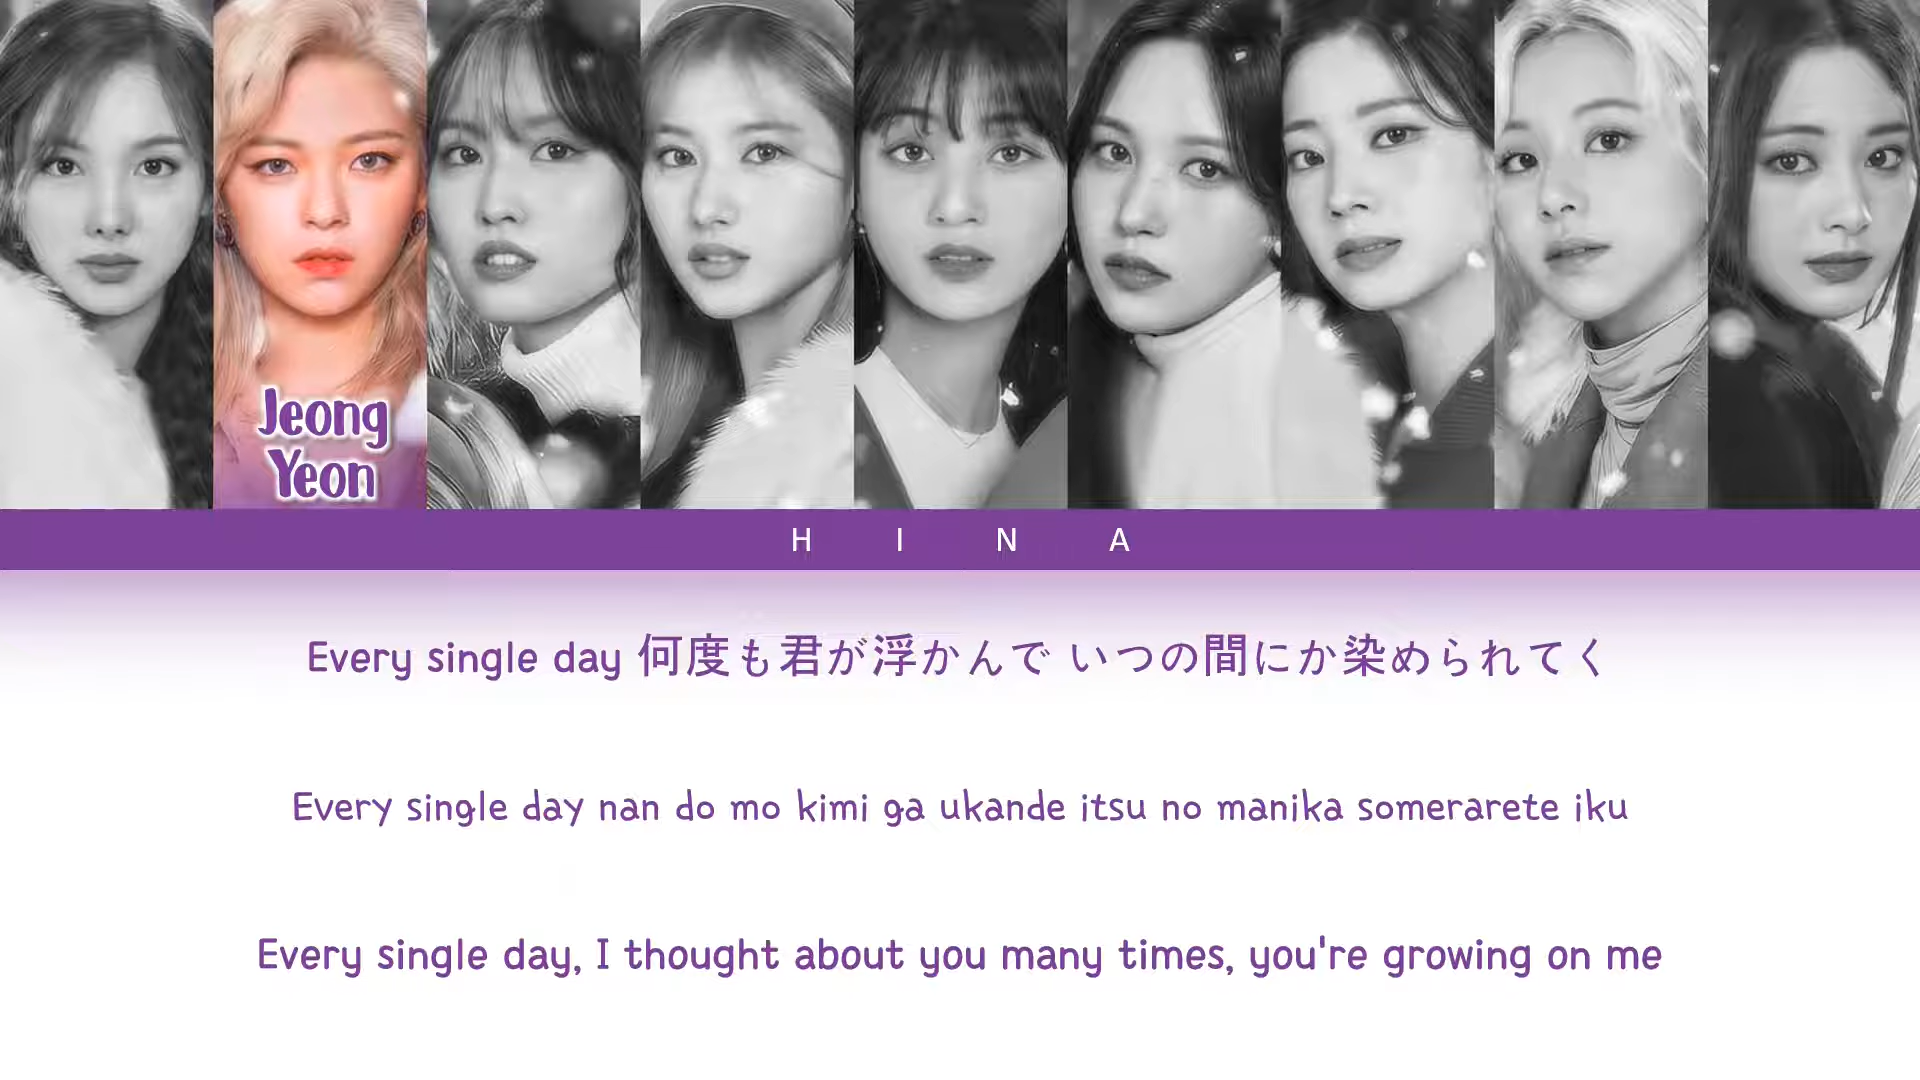 Jeong
Yeon
H I N A
Every single day 何度も君が浮かんで いつの間にか染められてく
Every single day nan do mo kimi ga ukande itsu no manika somerarete iku
Every single day, I thought about you many times, you're growing on me